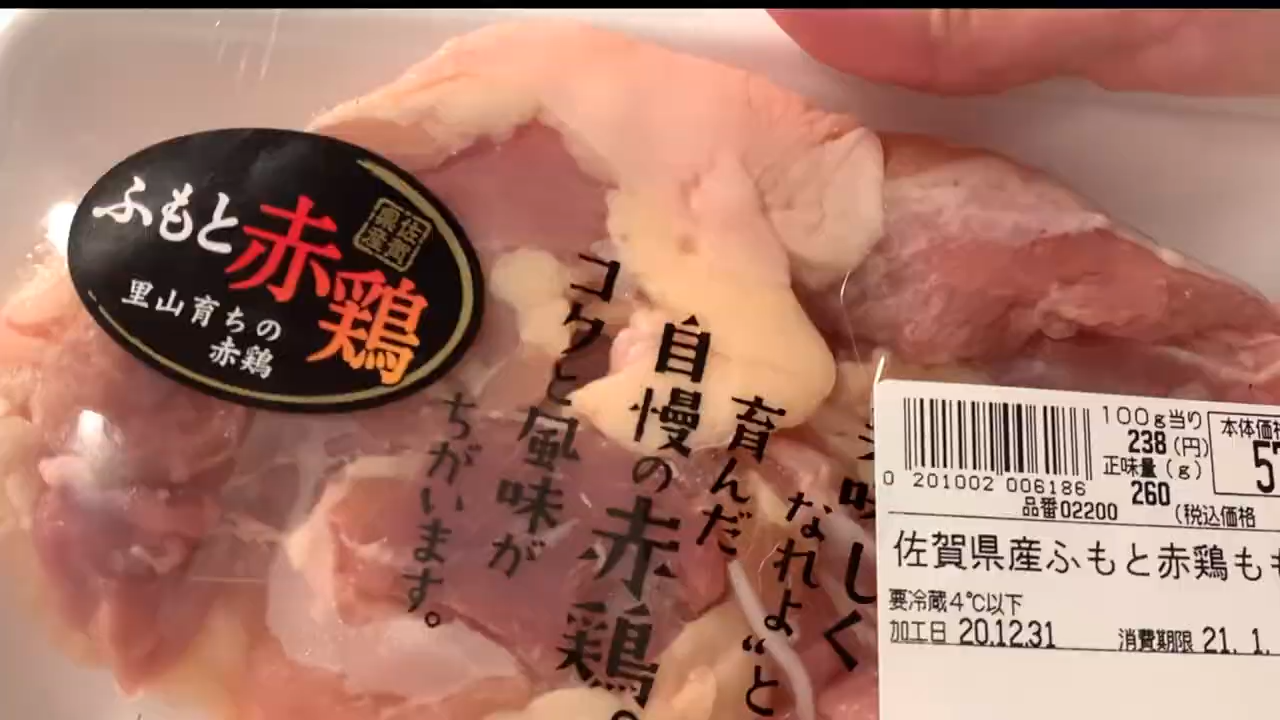 ふもと赤鶏
佐賀
県産
里山育ちの
赤鶏
味しく
なれよ“と
育んだ
自慢の赤鶏。
コクと風味が
ちがいます。
100g当り
238(円)
正味量(g)
260
本体価格
0 201002 006186
品番02200
(税込価格
佐賀県産ふもと赤鶏も
要冷蔵4℃以下
加工日 20.12.31
消費期限 21. 1.